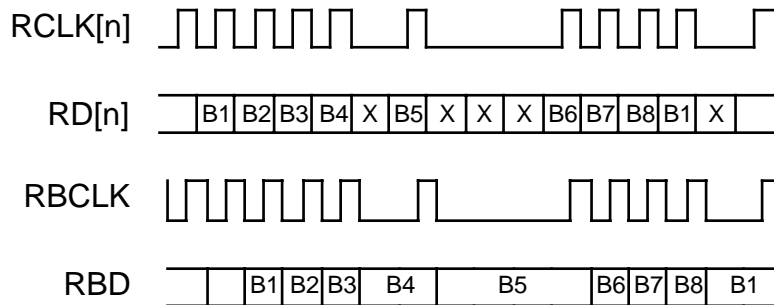 RCLK[n]
RD[n] B1 B2 B3 B4 X B5 X X X B6 B7 B8 B1 X
RBCLK
RBD B1 B2 B3 B4 B5 B6 B7 B8 B1